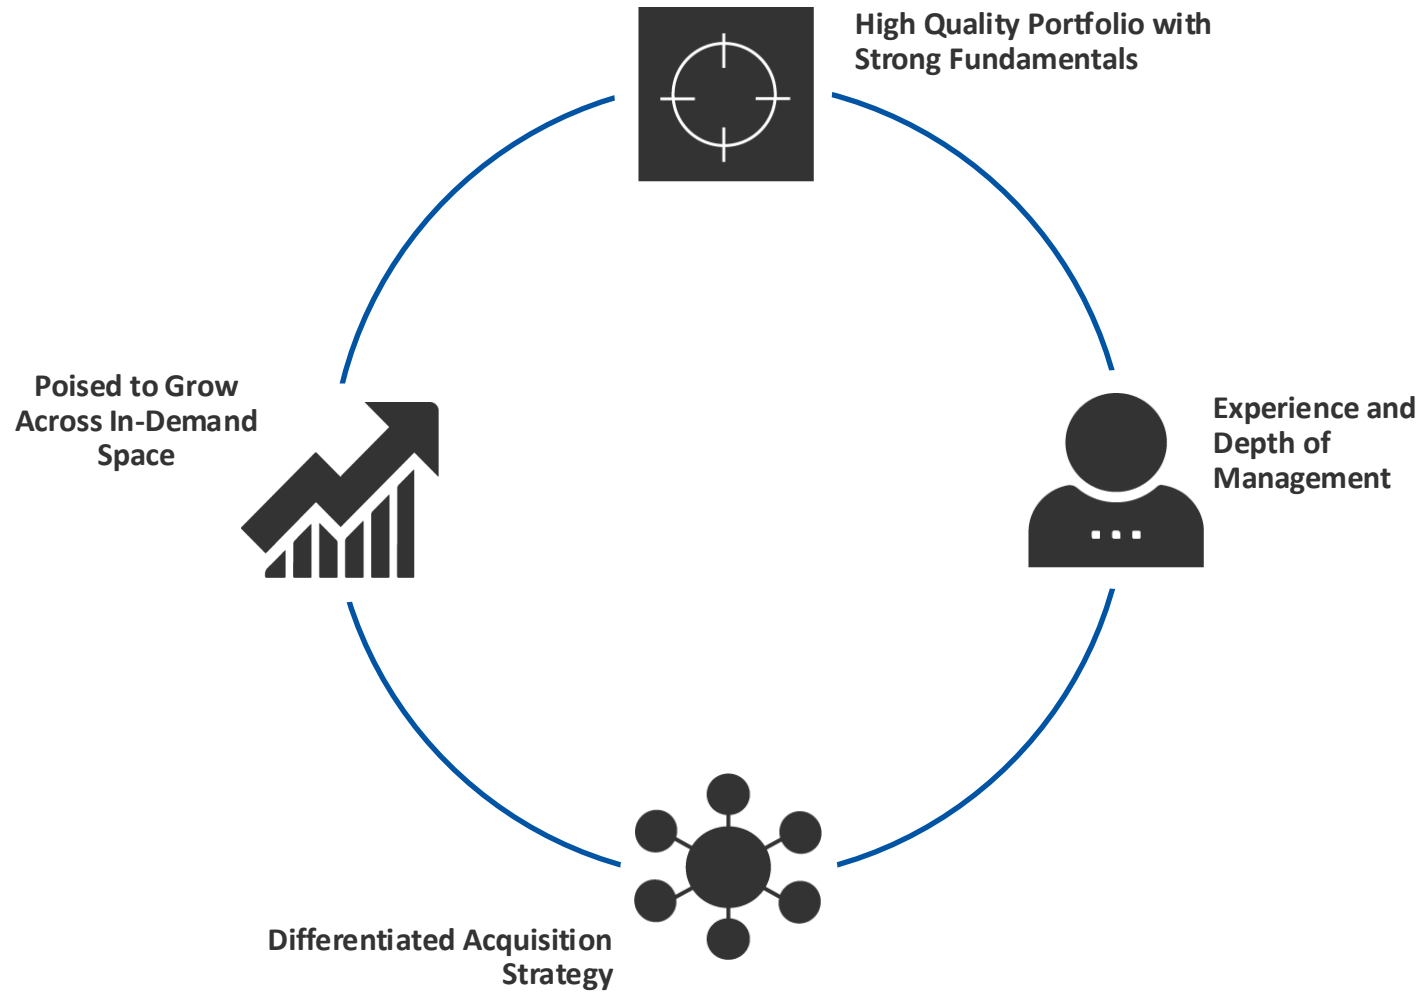 High Quality Portfolio with
Strong Fundamentals
Poised to Grow
Across In-Demand
Space
Experience and
Depth of
Management
Differentiated Acquisition
Strategy